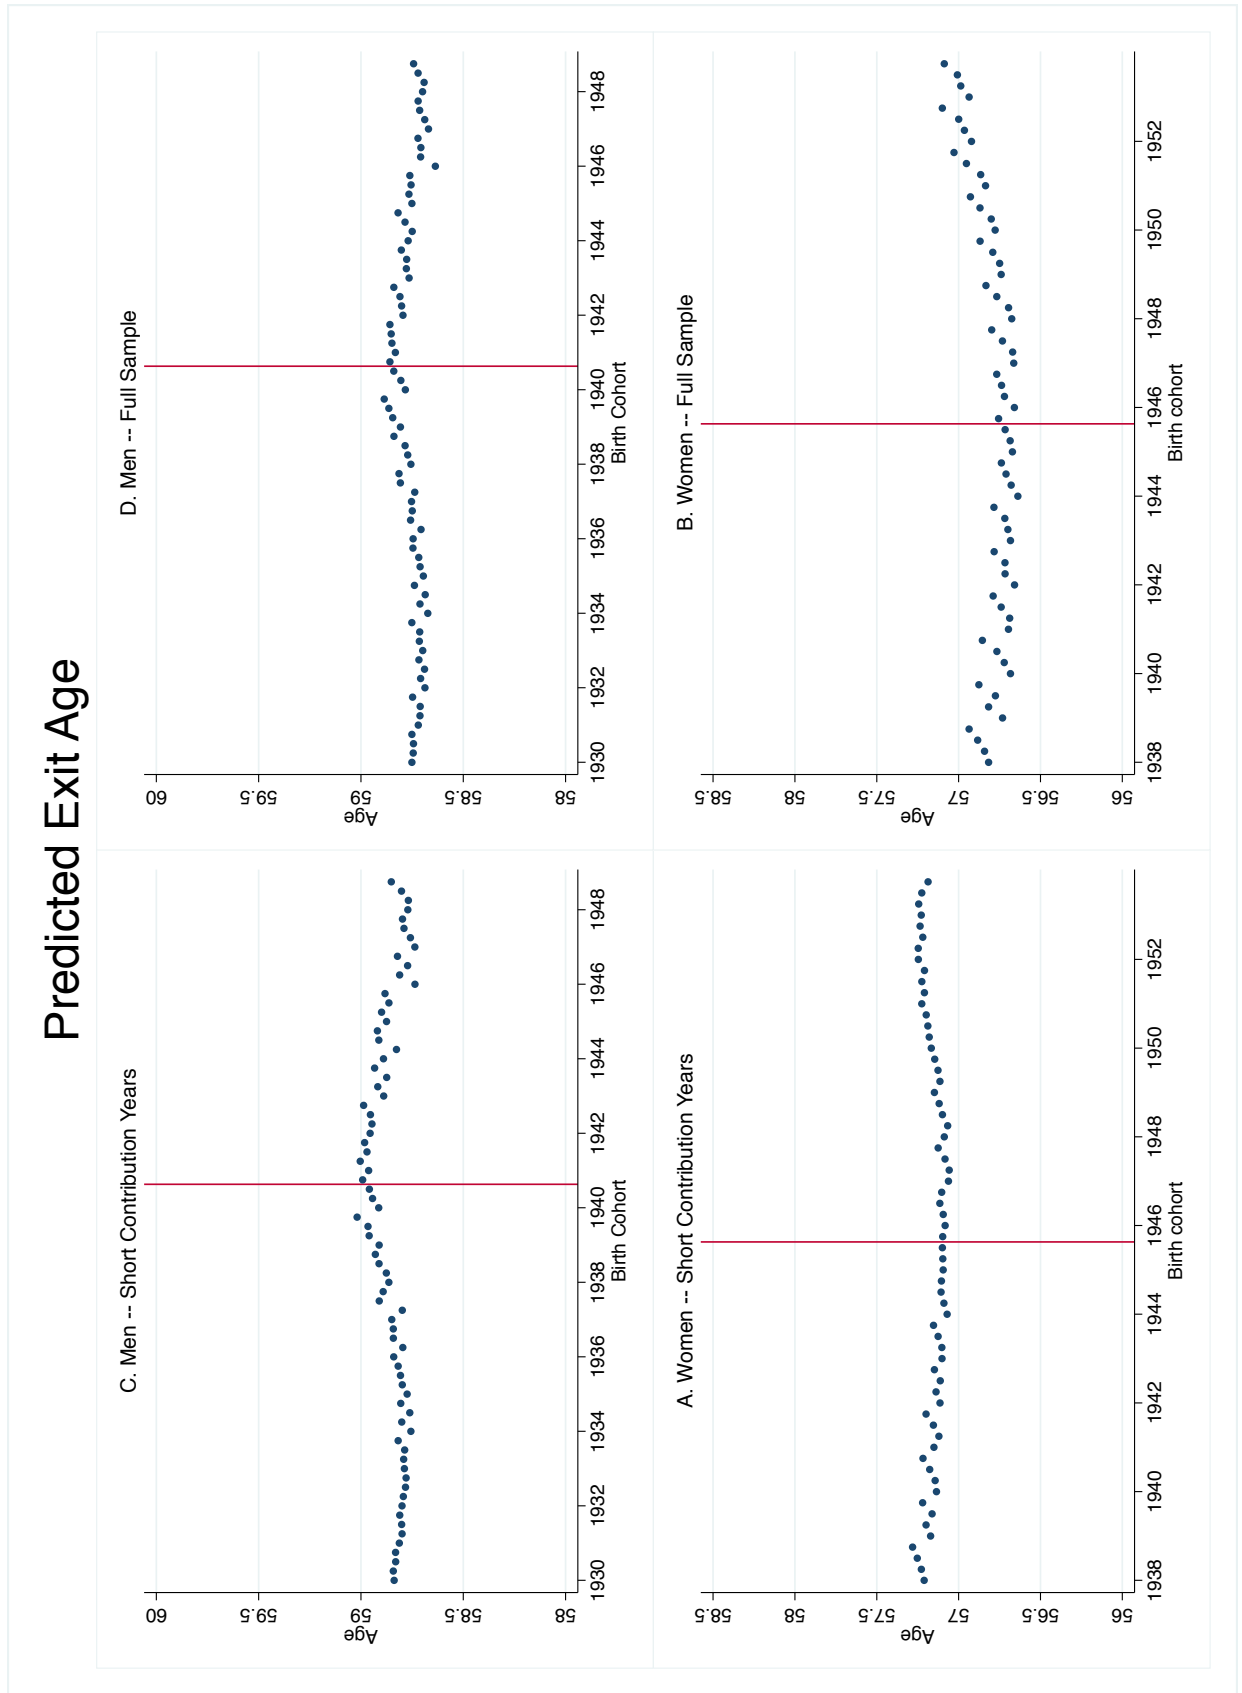 Predicted Exit Age
C. Men -- Short Contribution Years
60
59.5
59
58.5
58
Age
1930 1932 1934 1936 1938 1940 1942 1944 1946 1948
Birth Cohort
D. Men -- Full Sample
60
59.5
59
58.5
58
Age
1930 1932 1934 1936 1938 1940 1942 1944 1946 1948
Birth Cohort
A. Women -- Short Contribution Years
58.5
58
57.5
57
56.5
56
Age
1938 1940 1942 1944 1946 1948 1950 1952
Birth cohort
B. Women -- Full Sample
58.5
58
57.5
57
56.5
56
Age
1938 1940 1942 1944 1946 1948 1950 1952
Birth cohort